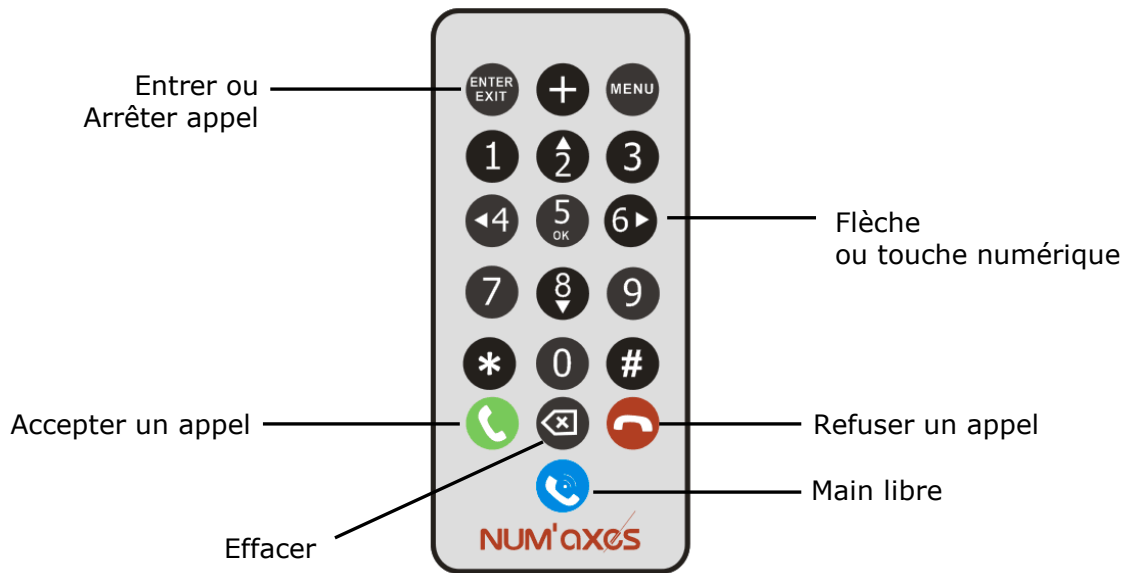 Entrer ou
Arrêter appel
ENTER
EXIT
+
MENU
1
2
3
4
5
OK
6
Flèche
ou touche numérique
7
8
9
*
0
#
Accepter un appel
Refuser un appel
Main libre
Effacer
NUM'axes